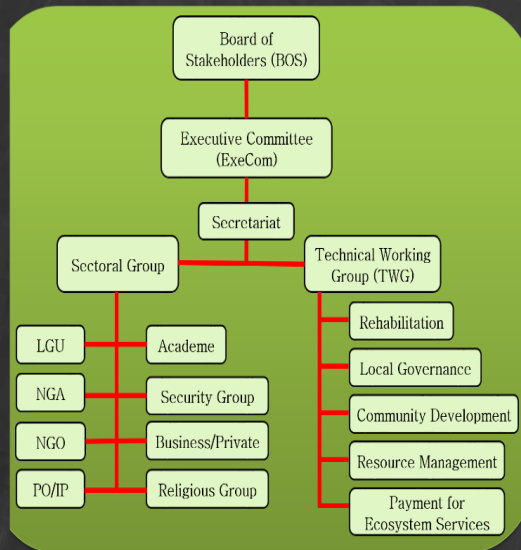 Board of
Stakeholders (BOS)
Executive Committee
(ExeCom)
Secretariat
Sectoral Group
Technical Working
Group (TWG)
LGU
Academe
NGA
Security Group
NGO
Business/Private
PO/IP
Religious Group
Rehabilitation
Local Governance
Community Development
Resource Management
Payment for
Ecosystem Services